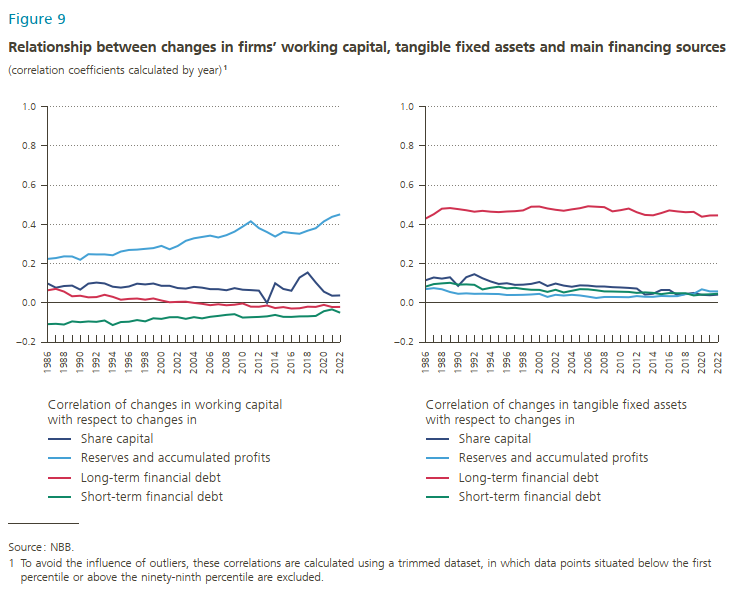 Figure 9
Relationship between changes in firms’ working capital, tangible fixed assets and main financing sources
(correlation coefficients calculated by year) 1
1.0
0.8
0.6
0.4
0.2
0.0
–0.2
1986
1988
1990
1992
1994
1996
1998
2000
2002
2004
2006
2008
2010
2012
2014
2016
2018
2020
2022
Correlation of changes in working capital
with respect to changes in
Share capital
Reserves and accumulated profits
Long-term financial debt
Short-term financial debt
1.0
0.8
0.6
0.4
0.2
0.0
–0.2
1986
1988
1990
1992
1994
1996
1998
2000
2002
2004
2006
2008
2010
2012
2014
2016
2018
2020
2022
Correlation of changes in tangible fixed assets
with respect to changes in
Share capital
Reserves and accumulated profits
Long-term financial debt
Short-term financial debt
Source : NBB.
1 To avoid the influence of outliers, these correlations are calculated using a trimmed dataset, in which data points situated below the first
percentile or above the ninety-ninth percentile are excluded.